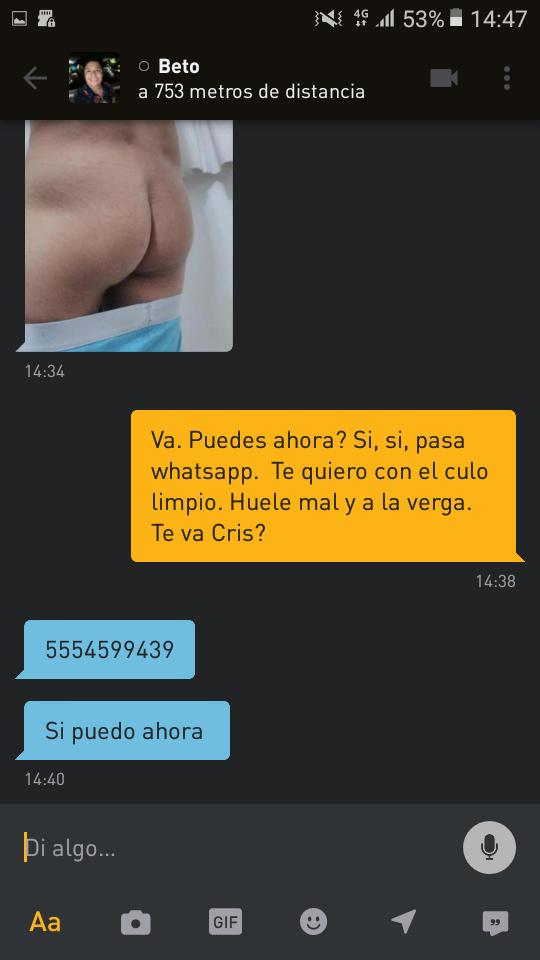 4G 53% 14:47
Beto
a 753 metros de distancia
14:34
Va. Puedes ahora? Si, si, pasa
whatsapp. Te quiero con el culo
limpio. Huele mal y a la verga.
Te va Cris?
14:38
5554599439
Si puedo ahora
14:40
Di algo...
Aa
GIF